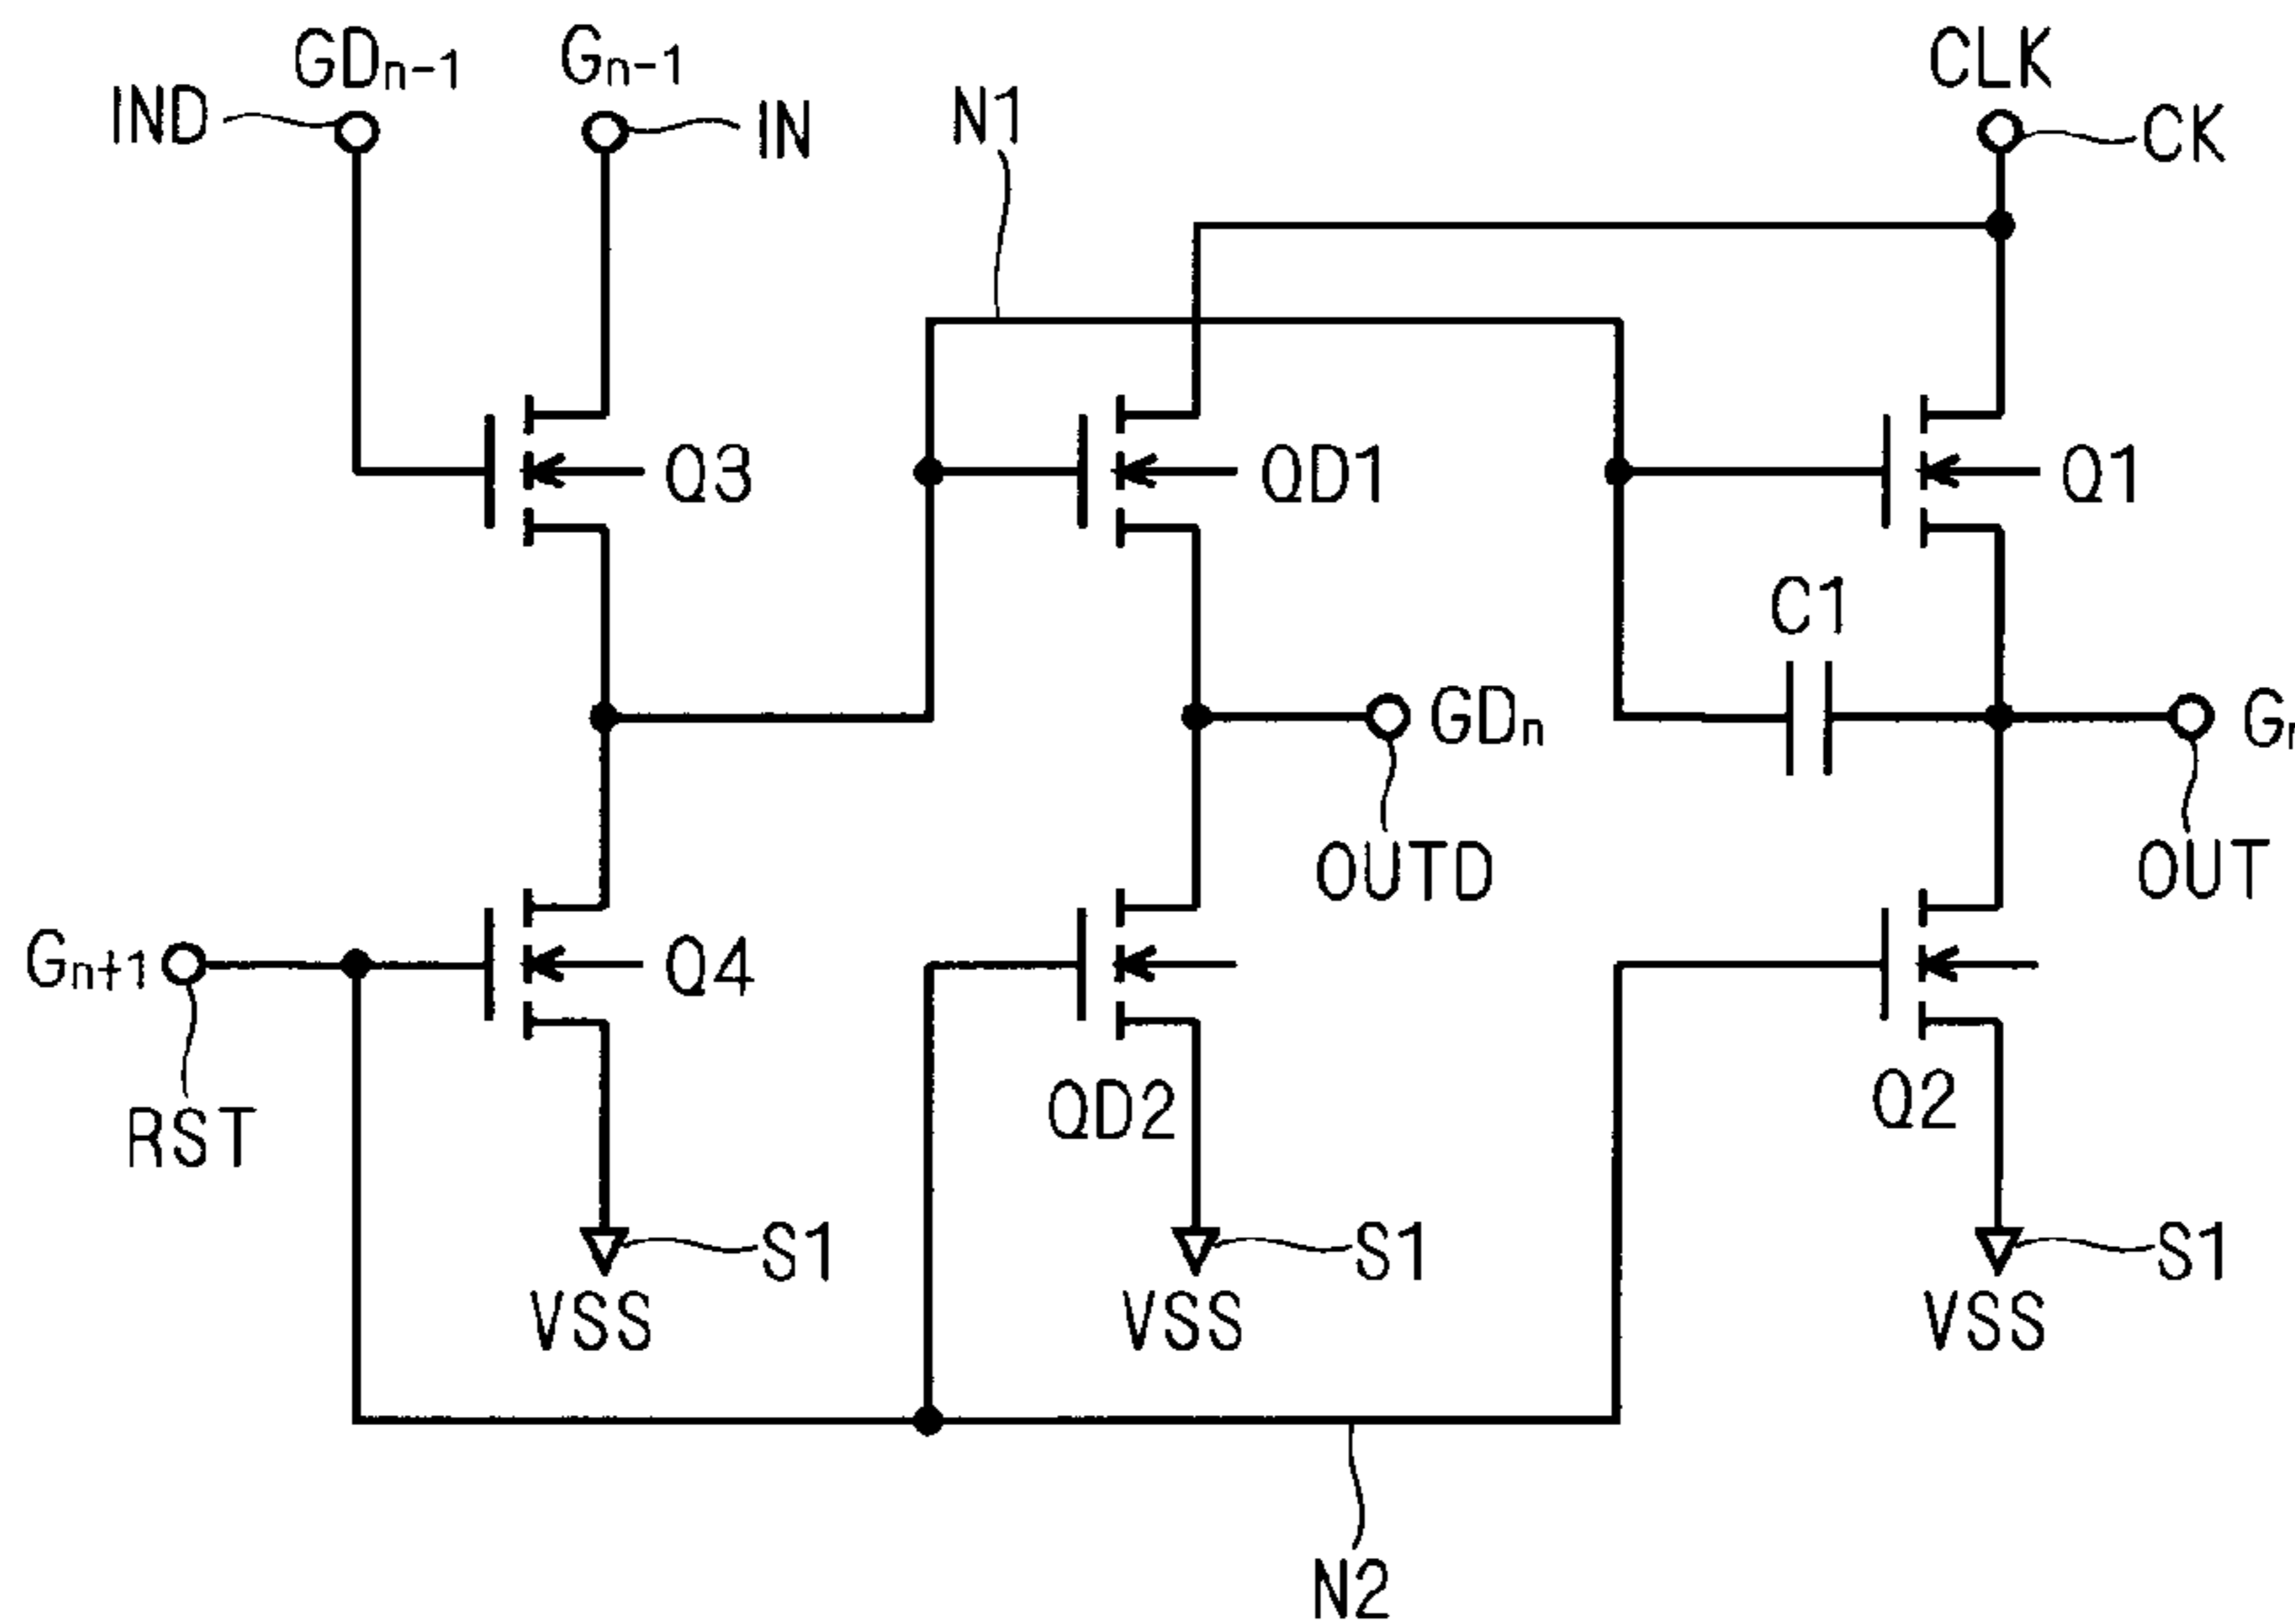 GDn-1
Gn-1
CLK
IND
IN
N1
CK
Q3
QD1
Q1
C1
GDn
OUTD
OUT
Gn+1
Q4
RST
QD2
Q2
S1
S1
S1
VSS
VSS
VSS
N2